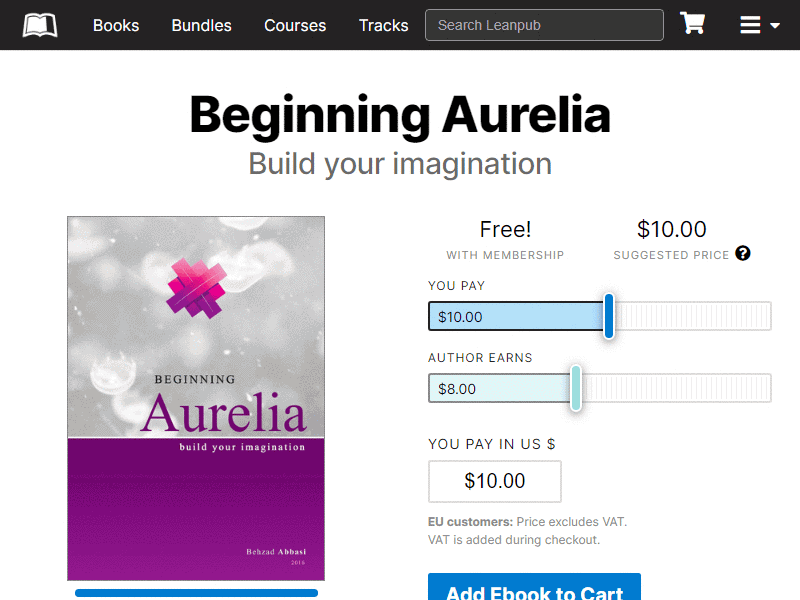 Books Bundles Courses Tracks Search Leanpub
Beginning Aurelia
Build your imagination
BEGINNING
Aurelia
build your imagination
Behzad Abbasi
2016
Free! $10.00
WITH MEMBERSHIP SUGGESTED PRICE ?
YOU PAY
$10.00
AUTHOR EARNS
$8.00
YOU PAY IN US $
$10.00
EU customers: Price excludes VAT.
VAT is added during checkout.
Add Ebook to Cart